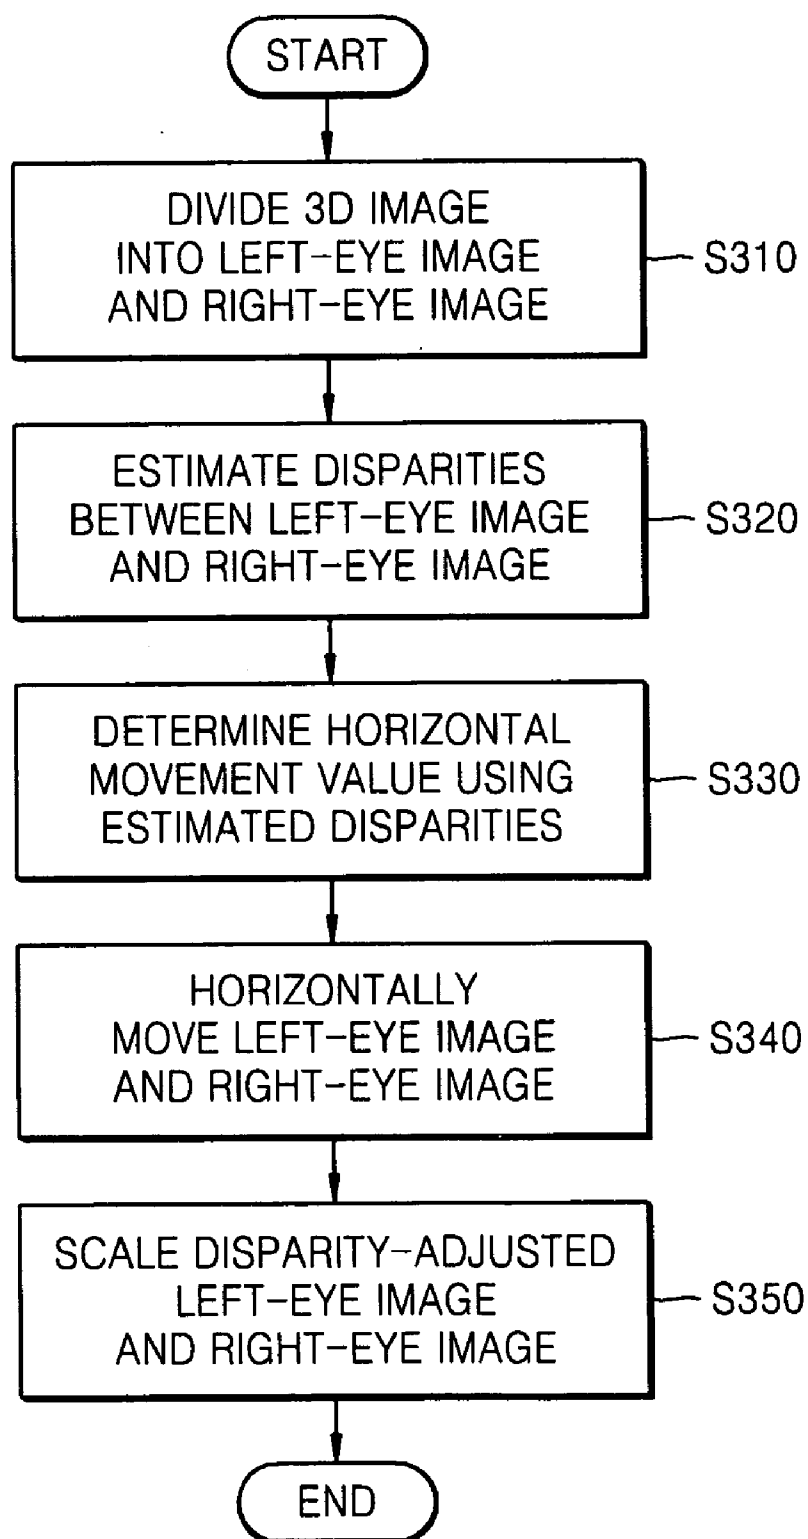 START
DIVIDE 3D IMAGE
INTO LEFT-EYE IMAGE
AND RIGHT-EYE IMAGE
S310
ESTIMATE DISPARITIES
BETWEEN LEFT-EYE IMAGE
AND RIGHT-EYE IMAGE
S320
DETERMINE HORIZONTAL
MOVEMENT VALUE USING
ESTIMATED DISPARITIES
S330
HORIZONTALLY
MOVE LEFT-EYE IMAGE
AND RIGHT-EYE IMAGE
S340
SCALE DISPARITY-ADJUSTED
LEFT-EYE IMAGE
AND RIGHT-EYE IMAGE
S350
END